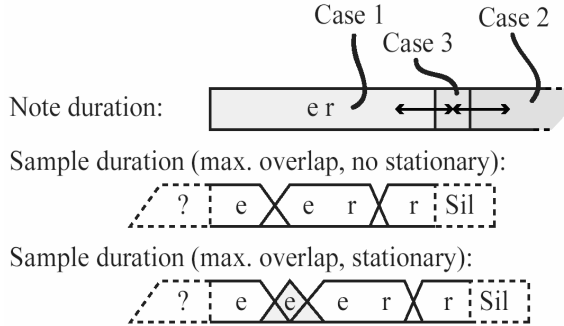 Case 1
Case 2
Case 3
Note duration: e r
Sample duration (max. overlap, no stationary):
? e e r r Sil
Sample duration (max. overlap, stationary):
? e e e r r Sil